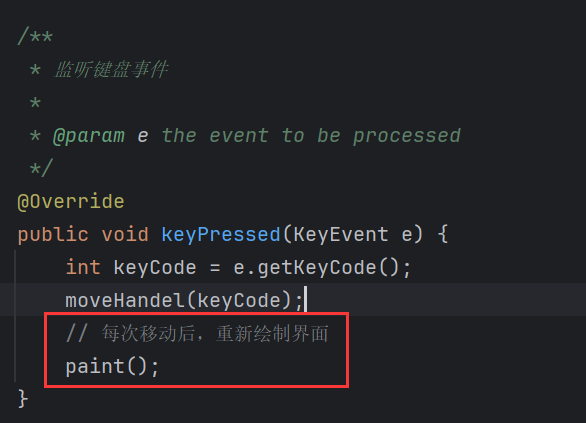 /**
 * 监听键盘事件
 *
 * @param e the event to be processed
 */
@Override
public void keyPressed(KeyEvent e) {
    int keyCode = e.getKeyCode();
    moveHandel(keyCode);
    // 每次移动后，重新绘制界面
    paint();
}